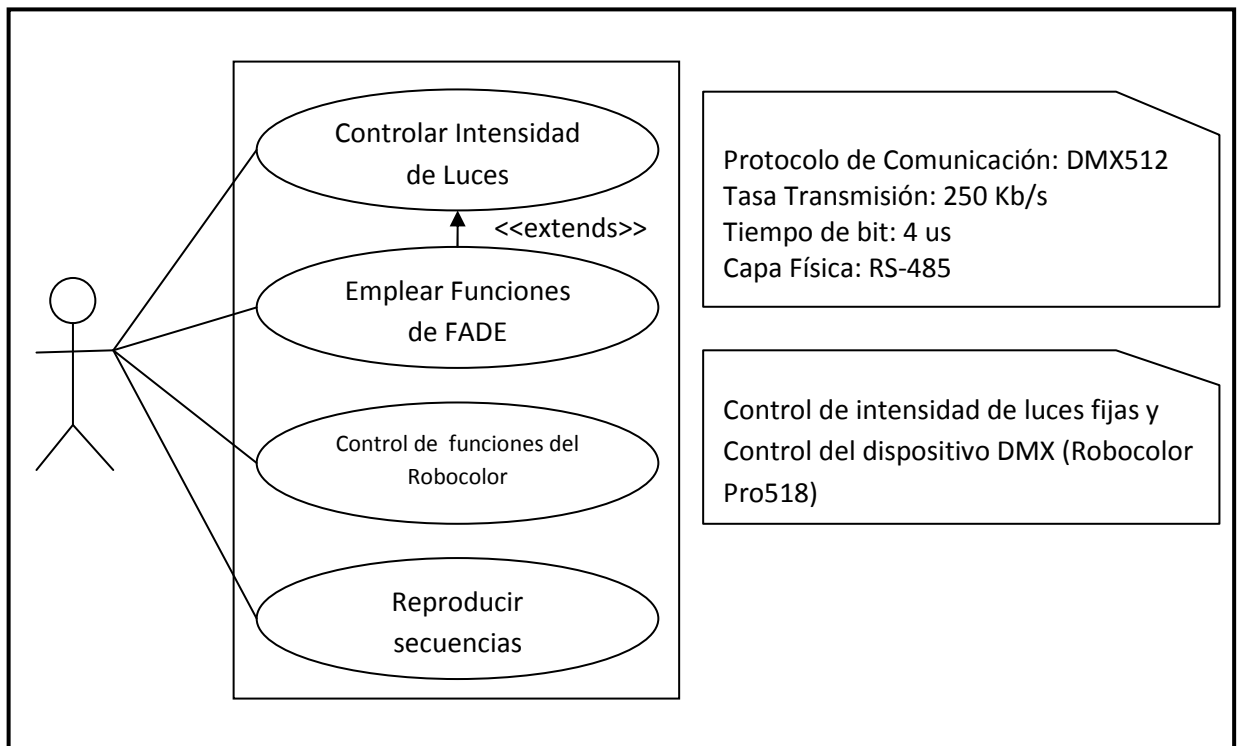 Controlar Intensidad
de Luces
<<extends>>
Emplear Funciones
de FADE
Control de funciones del
Robocolor
Reproducir
secuencias
Protocolo de Comunicación: DMX512
Tasa Transmisión: 250 Kb/s
Tiempo de bit: 4 us
Capa Física: RS-485
Control de intensidad de luces fijas y
Control del dispositivo DMX (Robocolor
Pro518)